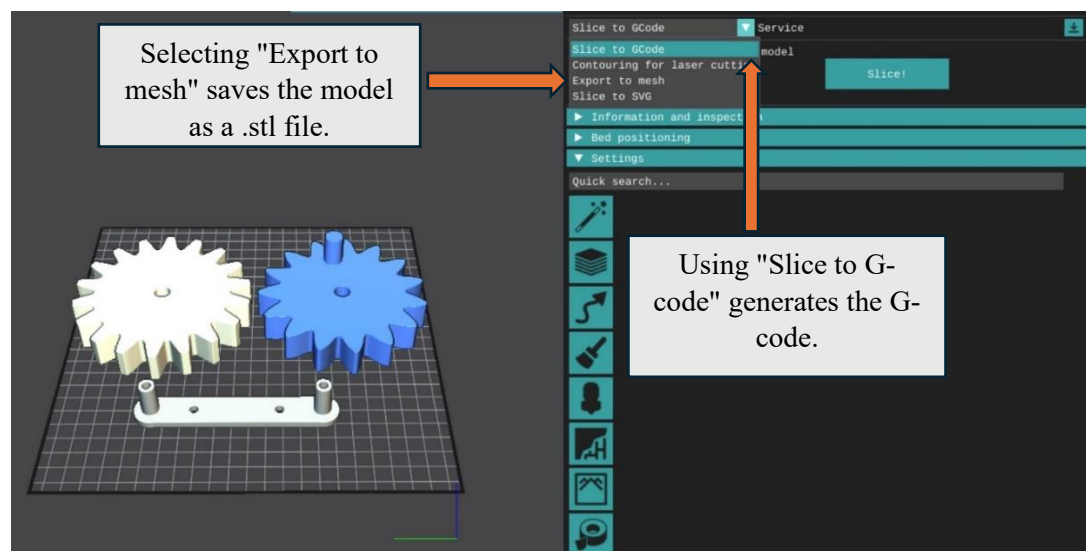 Selecting "Export to
mesh" saves the model
as a .stl file.
Slice to GCode
Service
Slice to GCode
model
Contouring for laser cutti
Export to mesh
Slice to SVG
Slice!
Information and inspection
Bed positioning
Settings
Quick search...
Using "Slice to G-
code" generates the G-
code.